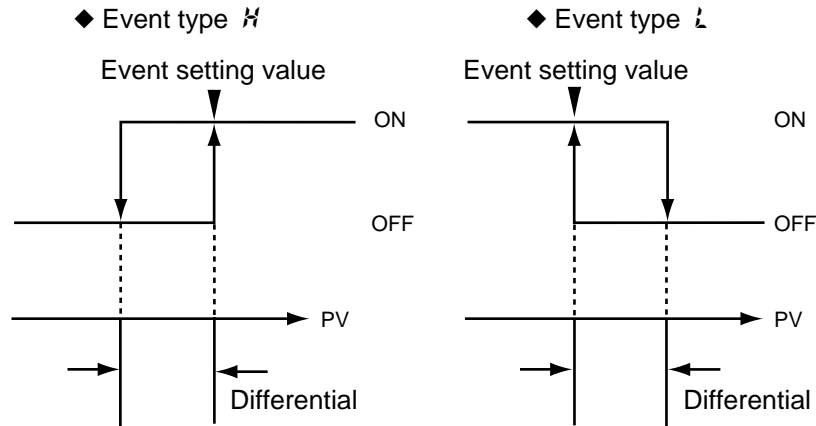 ◆ Event type H
Event setting value
ON
OFF
PV
Differential
◆ Event type L
Event setting value
ON
OFF
PV
Differential